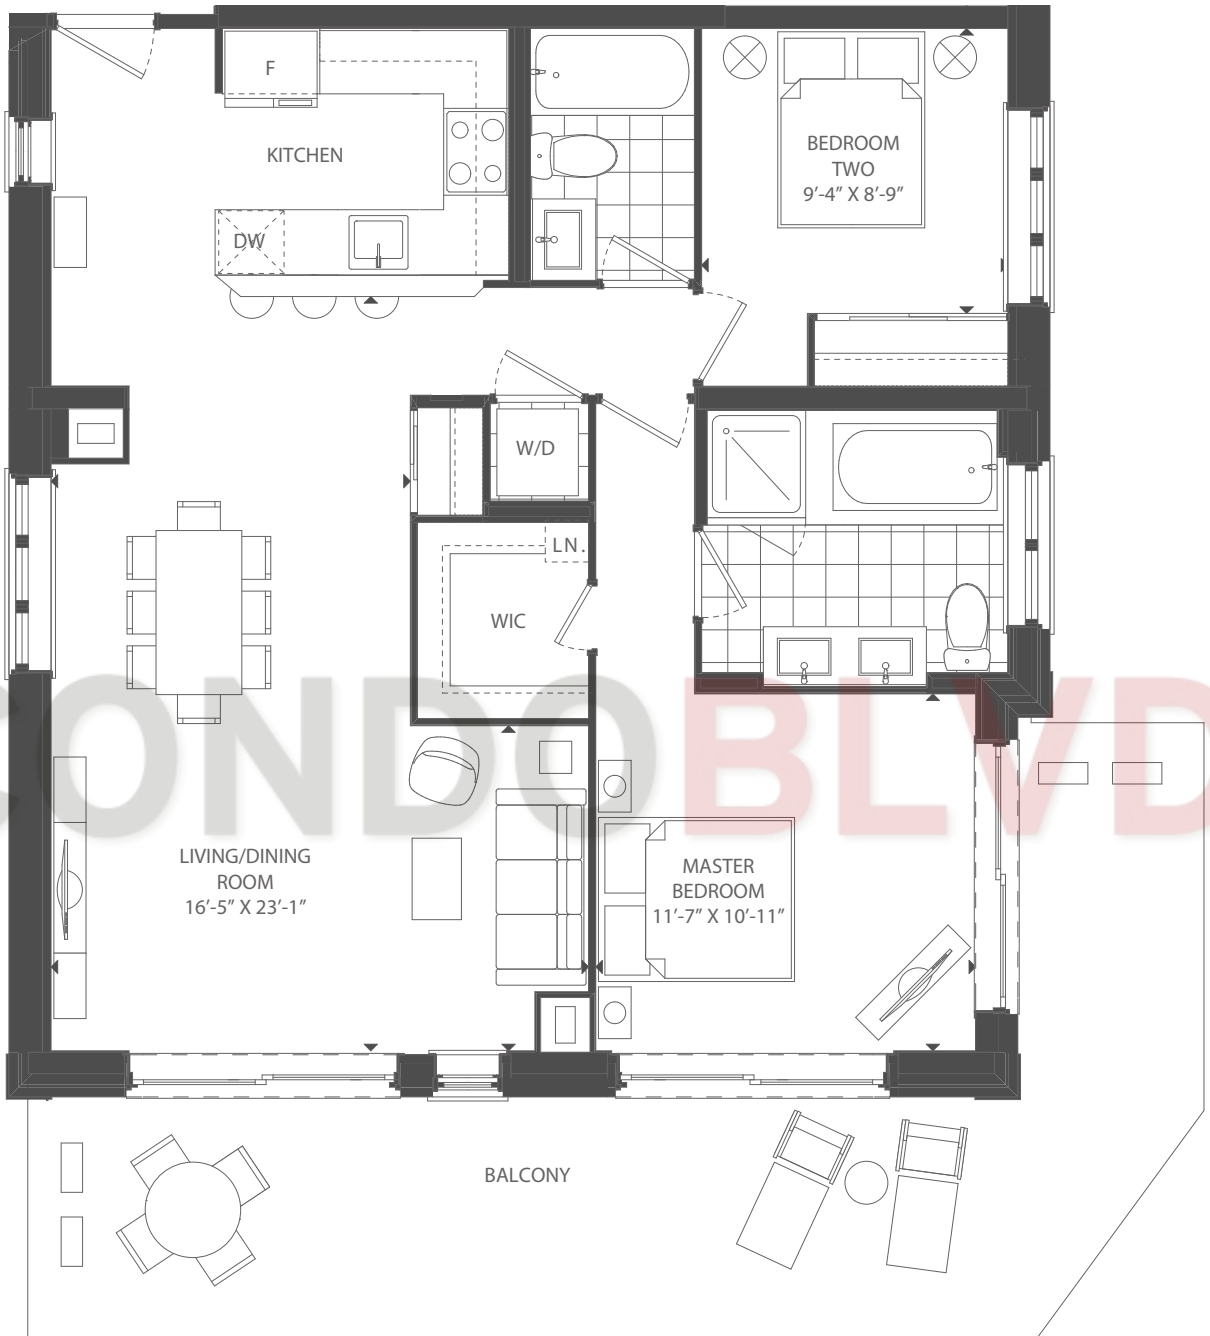 F
KITCHEN
DW
BEDROOM
TWO
9’-4” X 8’-9”
W/D
LN.
WIC
CONDOBLVD
LIVING/DINING
ROOM
16’-5” X 23’-1”
MASTER
BEDROOM
11’-7” X 10’-11”
BALCONY